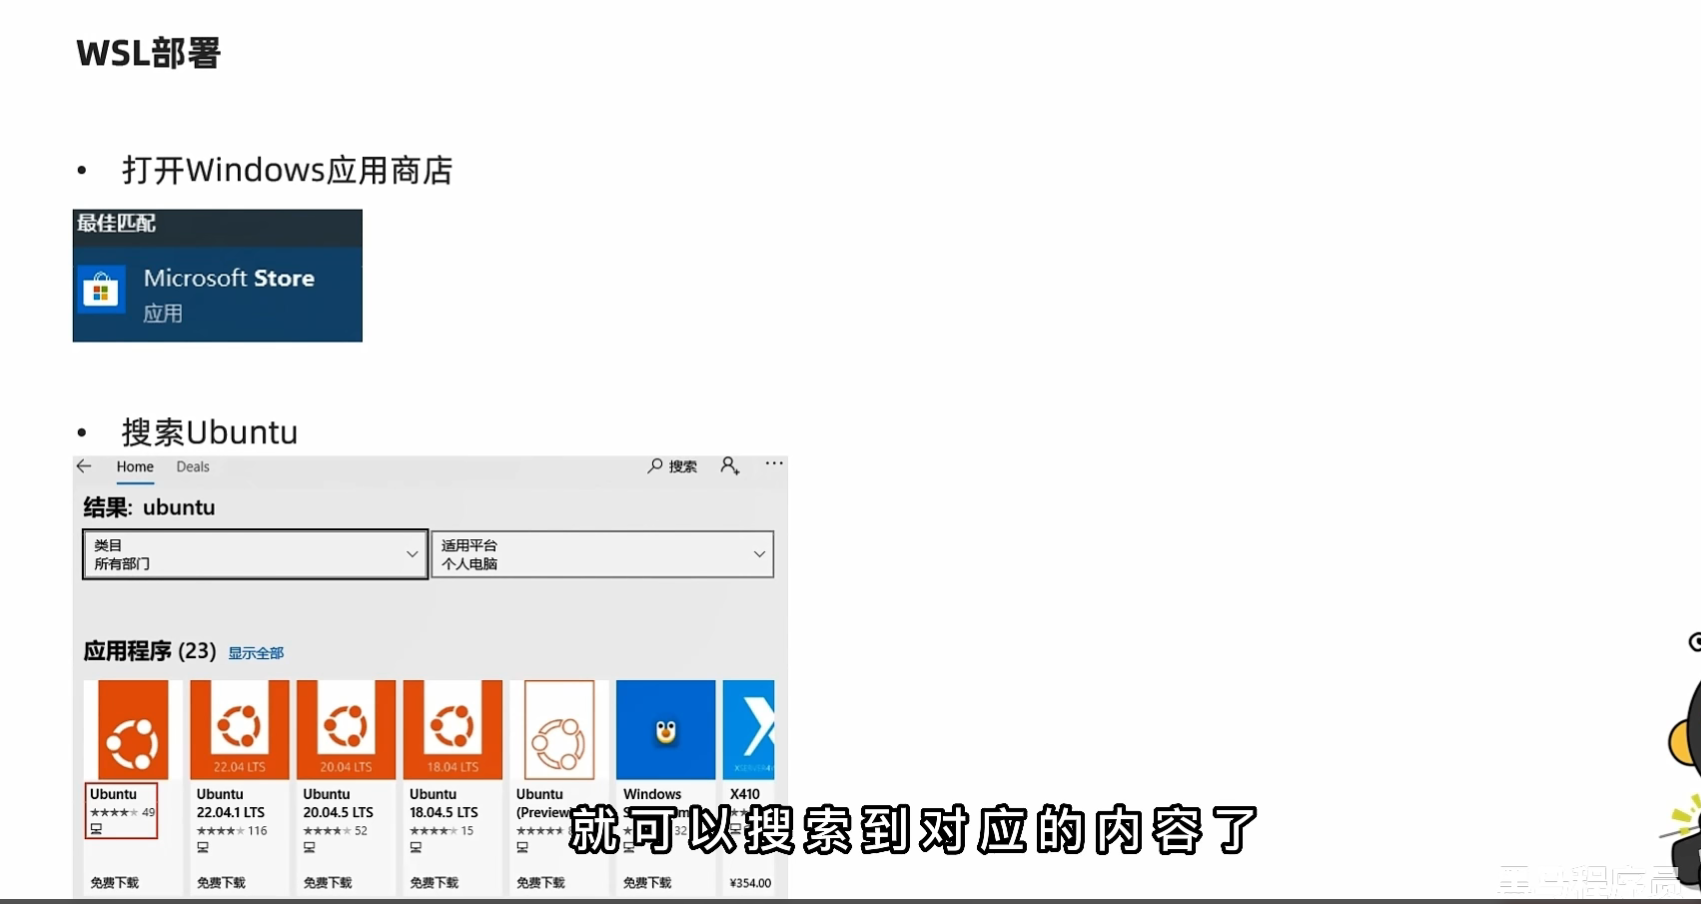 WSL部署
• 打开Windows应用商店
最佳匹配
Microsoft Store
应用
• 搜索Ubuntu
Home Deals 搜索
结果: ubuntu
类目
所有部门
适用平台
个人电脑
应用程序 (23) 显示全部
22.04 LTS
20.04 LTS
18.04 LTS
Ubuntu
49
免费下载
Ubuntu
22.04.1 LTS
116
免费下载
Ubuntu
20.04.5 LTS
52
免费下载
Ubuntu
18.04.5 LTS
15
免费下载
Ubuntu
(Preview)
免费下载
Windows
32
免费下载
X410
¥354.00
就可以搜索到对应的内容了
黑马程序员